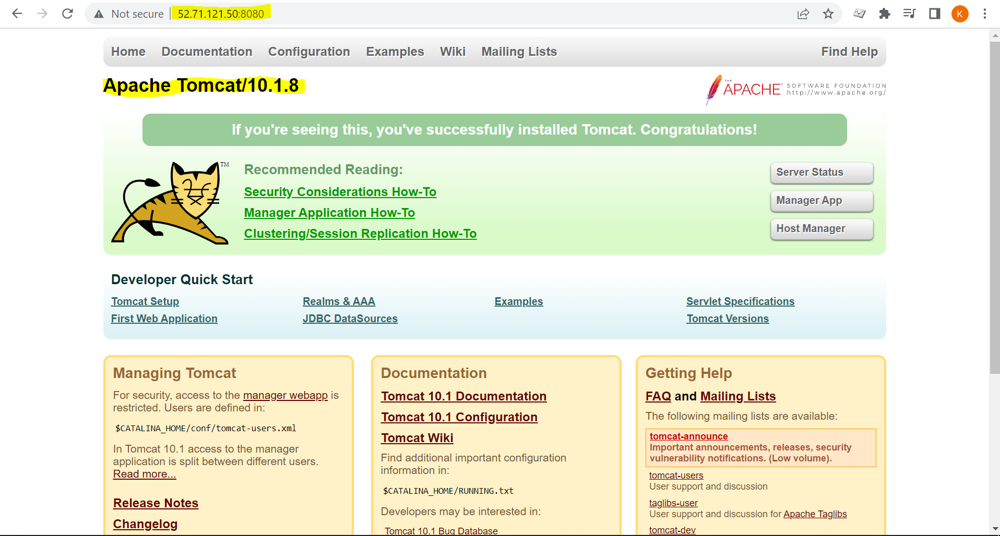 Not secure | 52.71.121.50:8080
K
Home Documentation Configuration Examples Wiki Mailing Lists Find Help
Apache Tomcat/10.1.8
THE APACHE® SOFTWARE FOUNDATION
http://www.apache.org/
If you're seeing this, you've successfully installed Tomcat. Congratulations!
TM
Recommended Reading:
Security Considerations How-To
Manager Application How-To
Clustering/Session Replication How-To
Server Status
Manager App
Host Manager
Developer Quick Start
Tomcat Setup
First Web Application
Realms & AAA
JDBC DataSources
Examples
Servlet Specifications
Tomcat Versions
Managing Tomcat
For security, access to the manager webapp is
restricted. Users are defined in:
$CATALINA_HOME/conf/tomcat-users.xml
In Tomcat 10.1 access to the manager
application is split between different users.
Read more...
Release Notes
Changelog
Documentation
Tomcat 10.1 Documentation
Tomcat 10.1 Configuration
Tomcat Wiki
Find additional important configuration
information in:
$CATALINA_HOME/RUNNING.txt
Developers may be interested in:
Tomcat 10.1 Bug Database
Getting Help
FAQ and Mailing Lists
The following mailing lists are available:
tomcat-announce
Important announcements, releases, security
vulnerability notifications. (Low volume).
tomcat-users
User support and discussion
taglibs-user
User support and discussion for Apache Taglibs
tomcat-dev